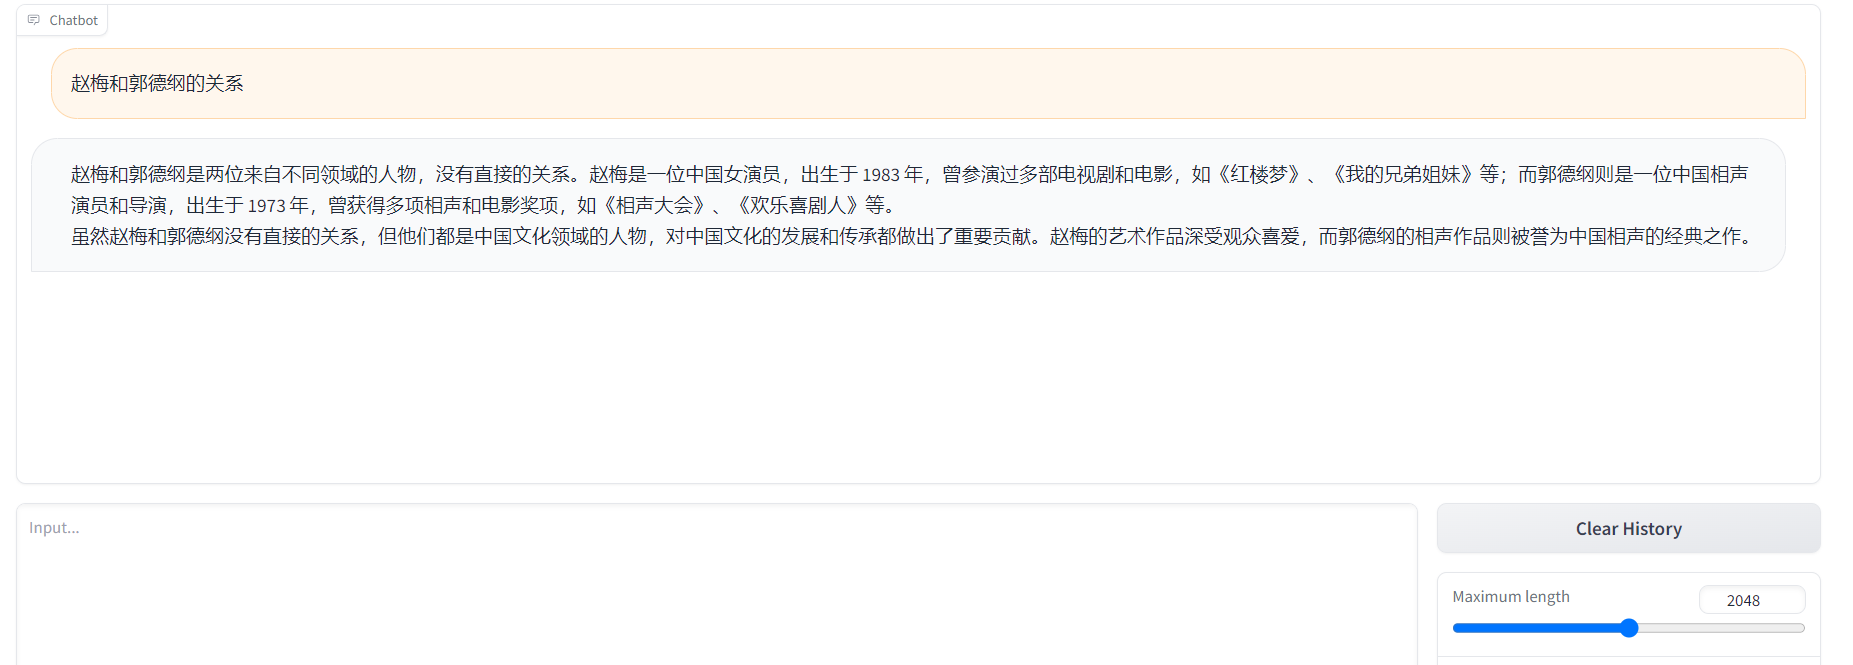 Chatbot
赵梅和郭德纲的关系
赵梅和郭德纲是两位来自不同领域的人物，没有直接的关系。赵梅是一位中国女演员，出生于 1983 年，曾参演过多部电视剧和电影，如《红楼梦》、《我的兄弟姐妹》等；而郭德纲则是一位中国相声
演员和导演，出生于 1973 年，曾获得多项相声和电影奖项，如《相声大会》、《欢乐喜剧人》等。
虽然赵梅和郭德纲没有直接的关系，但他们都是中国文化领域的人物，对中国文化的发展和传承都做出了重要贡献。赵梅的艺术作品深受观众喜爱，而郭德纲的相声作品则被誉为中国相声的经典之作。
Input...
Clear History
Maximum length
2048